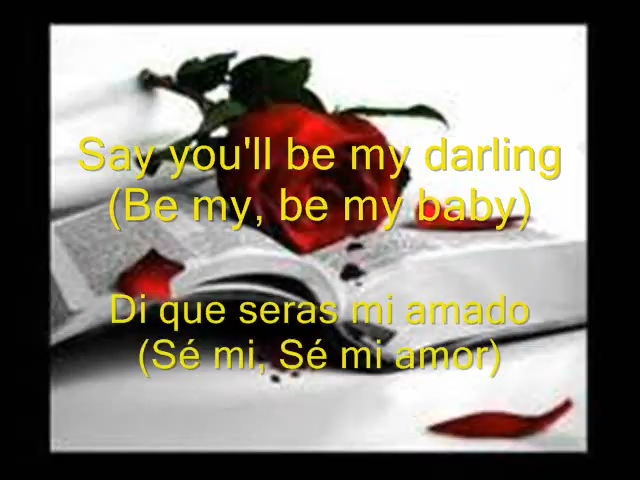 Say you'll be my darling
(Be my, be my baby)
Di que seras mi amado
(Sé mi, Sé mi amor)